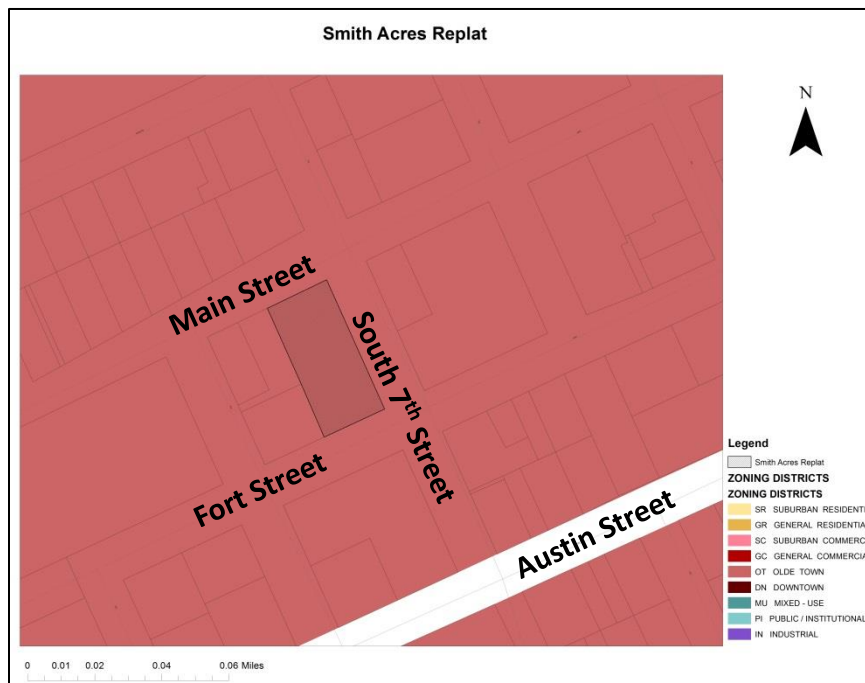 Smith Acres Replat
N
Main Street
South 7th Street
Fort Street
Austin Street
Legend
Smith Acres Replat
ZONING DISTRICTS
ZONING DISTRICTS
SR SUBURBAN RESIDENTI
GR GENERAL RESIDENTIA
SC SUBURBAN COMMERC
GC GENERAL COMMERCIA
OT OLDE TOWN
DN DOWNTOWN
MU MIXED - USE
PI PUBLIC / INSTITUTIONAL
IN INDUSTRIAL
0 0.01 0.02 0.04 0.06 Miles